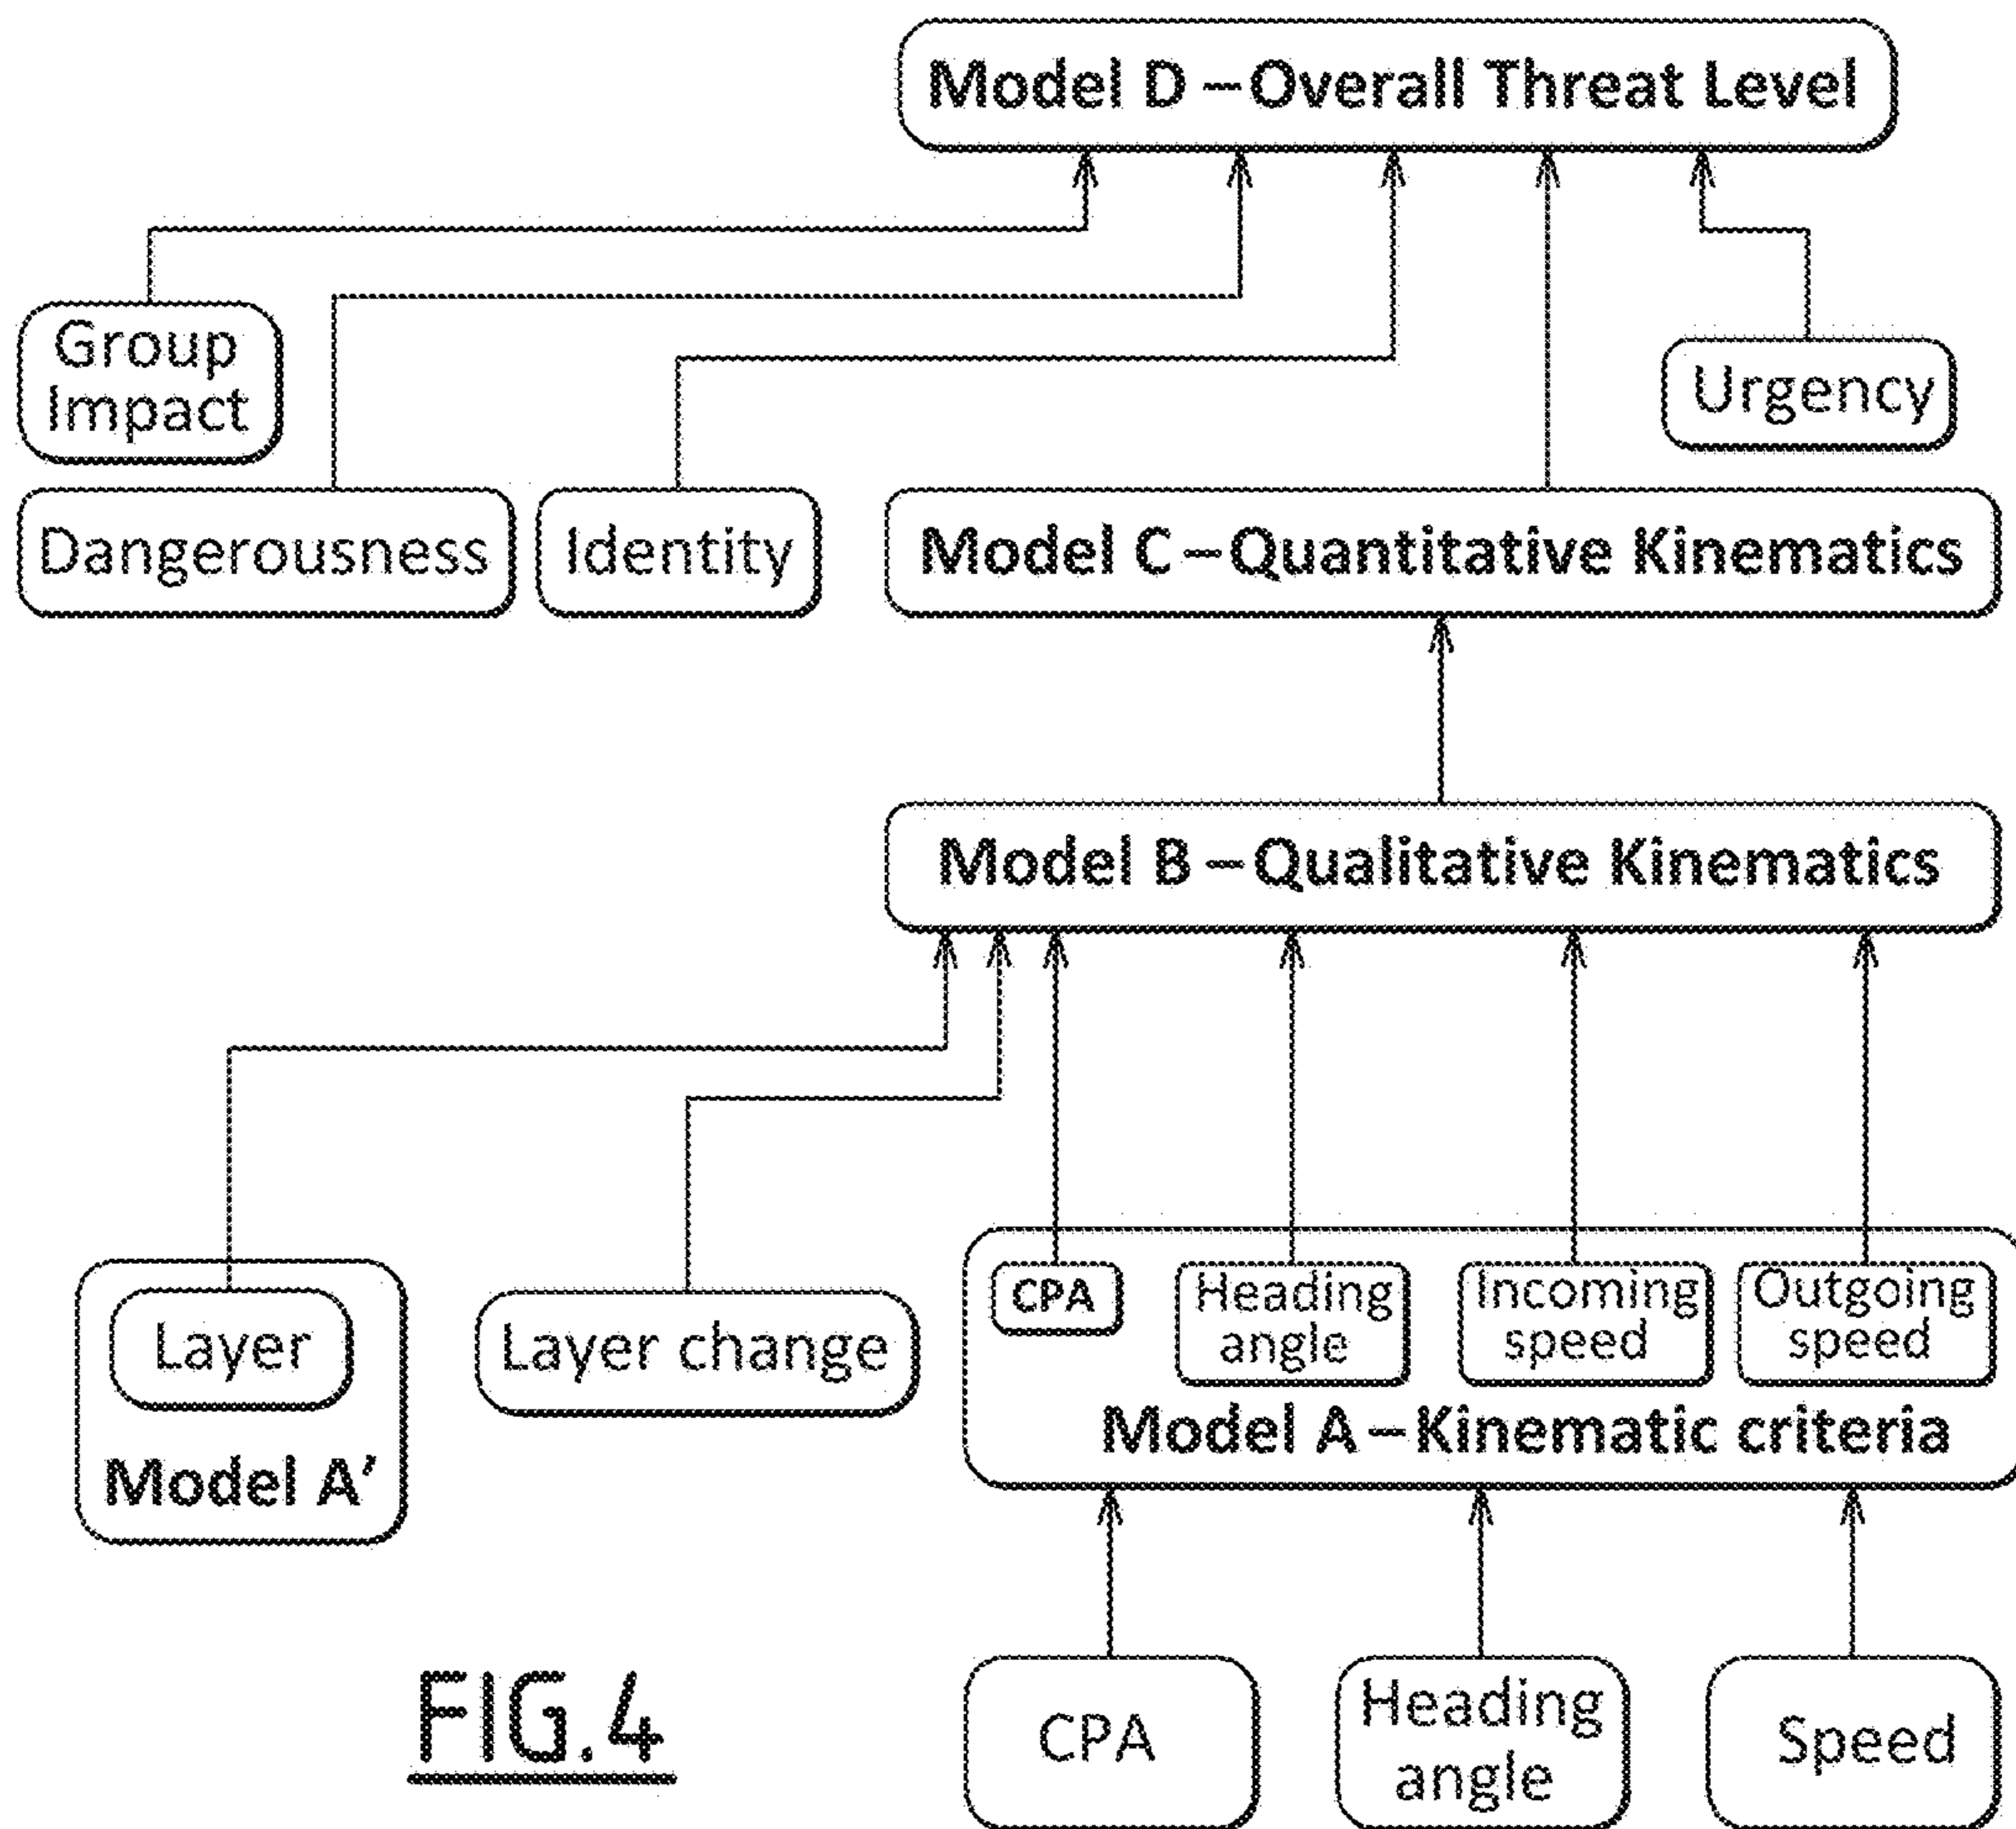 Model D – Overall Threat Level
Group
Impact
Urgency
Dangerousness
Identity
Model C – Quantitative Kinematics
Model B – Qualitative Kinematics
Layer
Model A’
Layer change
CPA
Heading
angle
Incoming
speed
Outgoing
speed
Model A – Kinematic criteria
CPA
Heading
angle
Speed
FIG.4